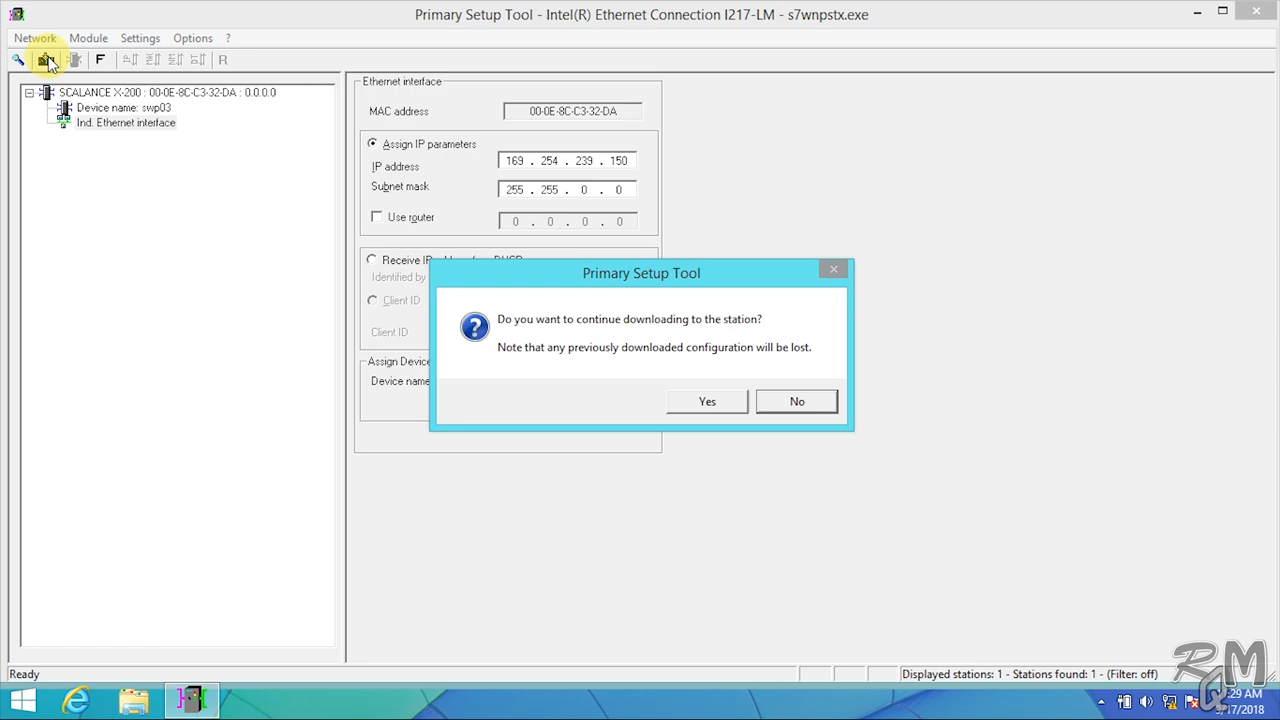 Primary Setup Tool - Intel(R) Ethernet Connection I217-LM - s7wnpstx.exe
Network Module Settings Options ?
F R
SCALANCE X-200 : 00-0E-8C-C3-32-DA : 0.0.0.0
Device name: swp03
Ind. Ethernet interface
Ethernet interface
MAC address 00-0E-8C-C3-32-DA
Assign IP parameters
IP address 169 . 254 . 239 . 150
Subnet mask 255 . 255 . 0 . 0
Use router 0 . 0 . 0 . 0
Identified by
Client ID
Client ID
Assign Device
Device name
Primary Setup Tool
Do you want to continue downloading to the station?
Note that any previously downloaded configuration will be lost.
Yes No
Ready Displayed stations: 1 - Stations found: 1 - (Filter: off)
RM
:29 AM
/17/2018